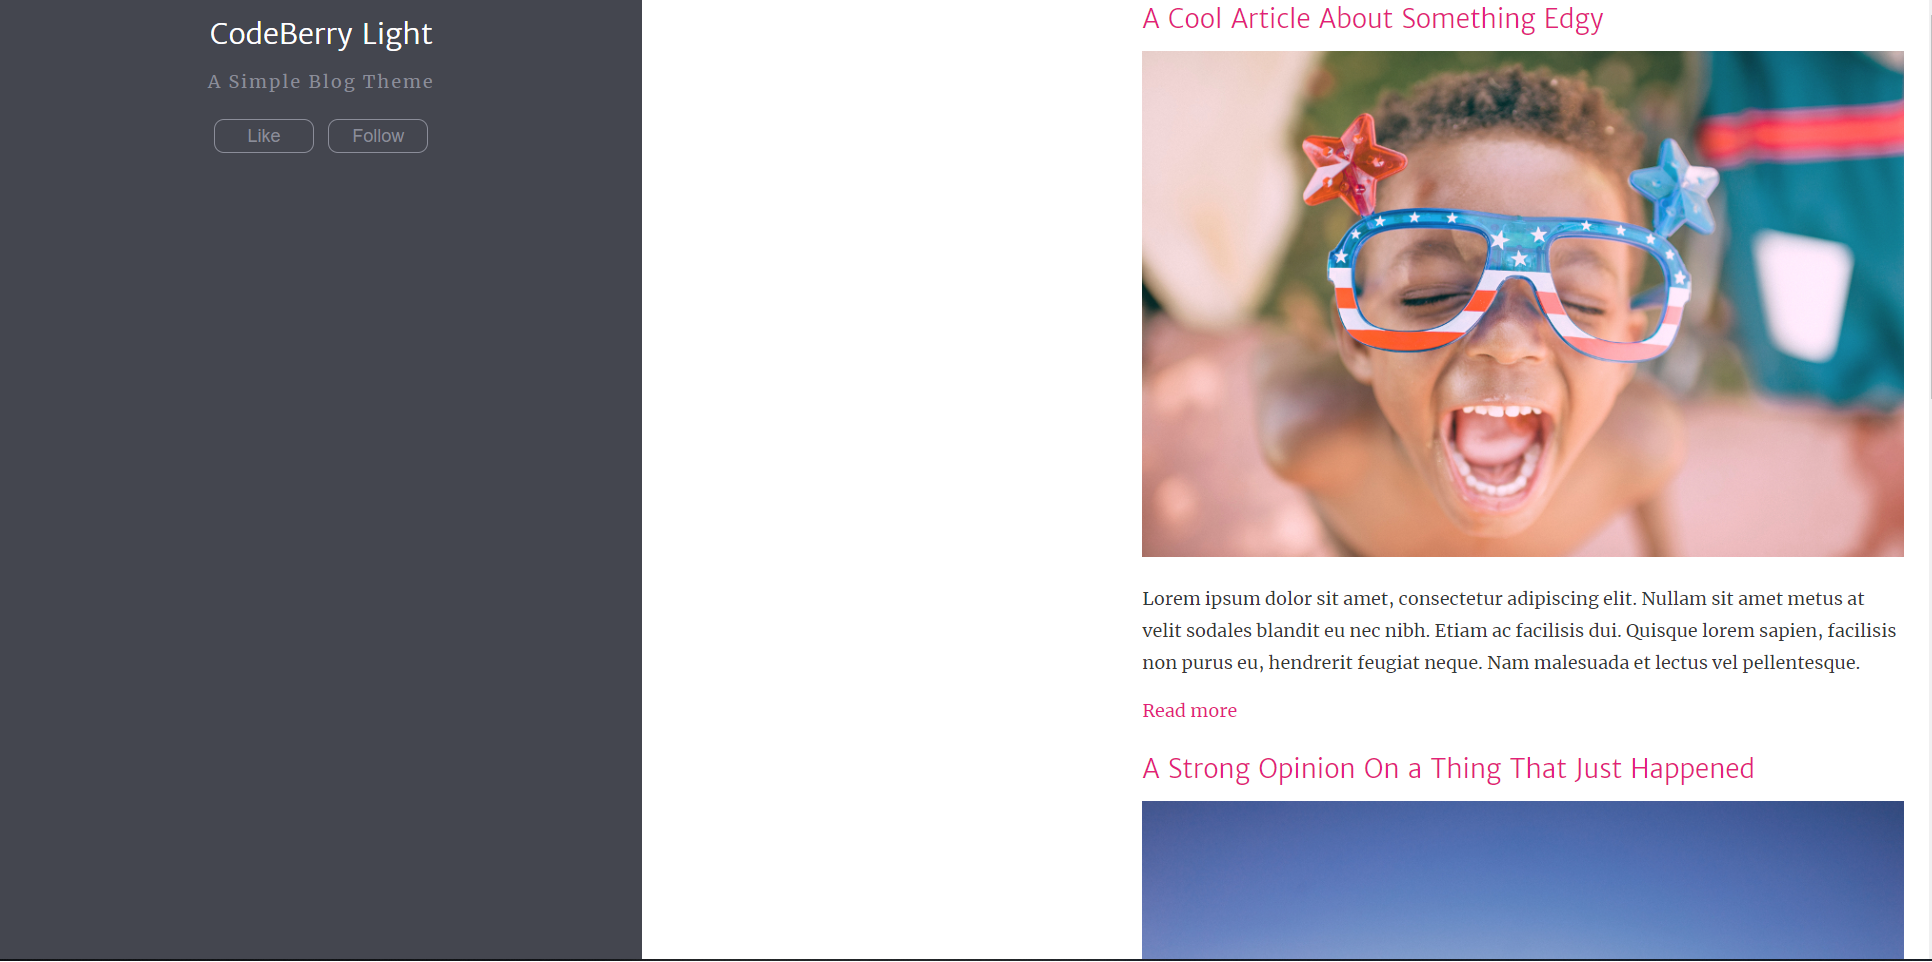 CodeBerry Light
A Simple Blog Theme
Like
Follow
A Cool Article About Something Edgy
Lorem ipsum dolor sit amet, consectetur adipiscing elit. Nullam sit amet metus at
velit sodales blandit eu nec nibh. Etiam ac facilisis dui. Quisque lorem sapien, facilisis
non purus eu, hendrerit feugiat neque. Nam malesuada et lectus vel pellentesque.
Read more
A Strong Opinion On a Thing That Just Happened